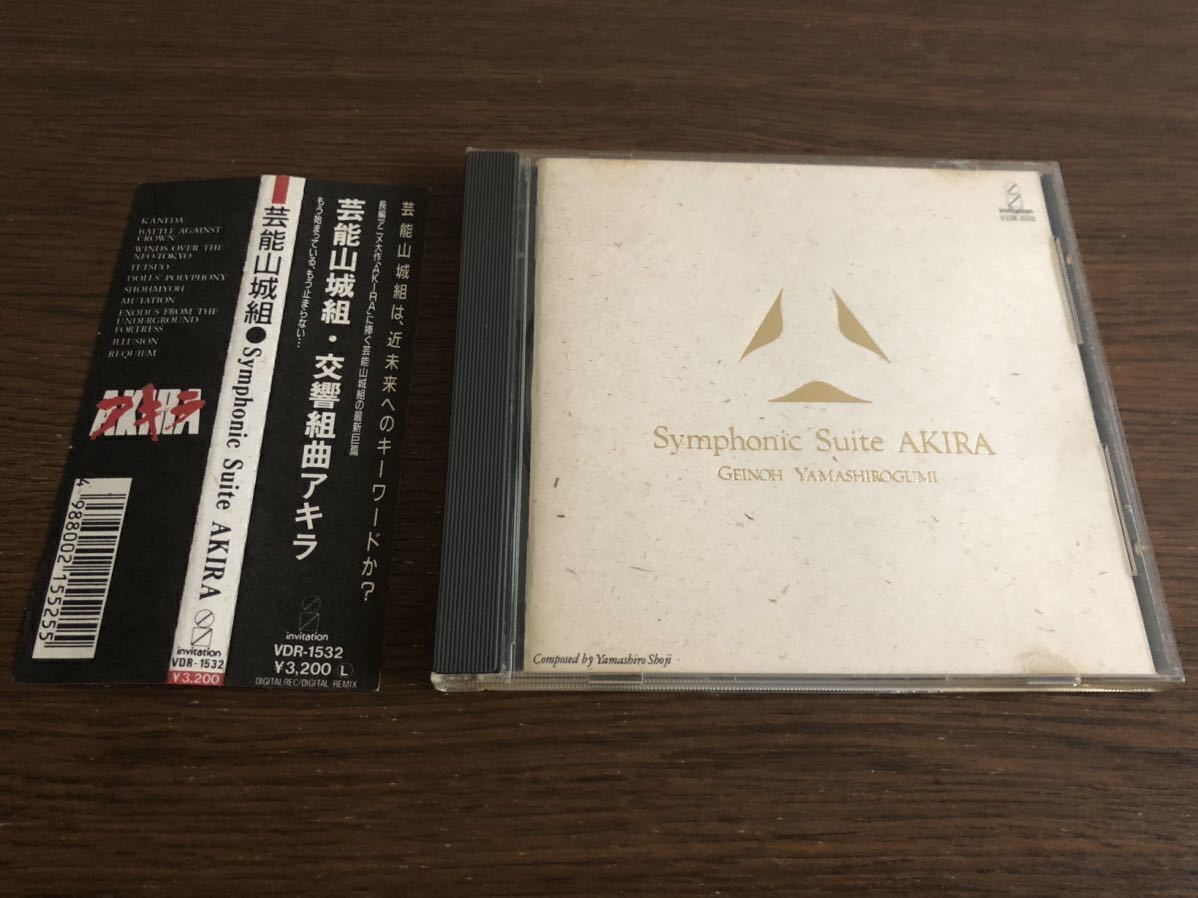 KANEDA
BATTLE AGAINST
CROWN
WINDS OVER THE
NEO-TOKYO
TETSUO
DOLLS' POLYPHONY
SHOHMYOH
MUTATION
EXODUS FROM THE
UNDERGROUND
FORTRESS
ILLUSION
REQUIEM
AKIRA
アキラ
4 988002 155255
芸能山城組●Symphonic Suite AKIRA
invitation
VDR-1532
¥3,200
芸能山城組は、近未来へのキーワードか?
長編アニメ大作「AKIRA」に捧ぐ芸能山城組の最新巨篇
芸能山城組・交響組曲アキラ
もう始まっている、もう止まらない…
invitation
VDR-1532
¥3,200 Ⓛ
DIGITAL REC/DIGITAL REMIX
invitation
VDR-1532
Symphonic Suite AKIRA
GEINOH YAMASHIROGUMI
Composed by Yamashiro Shoji